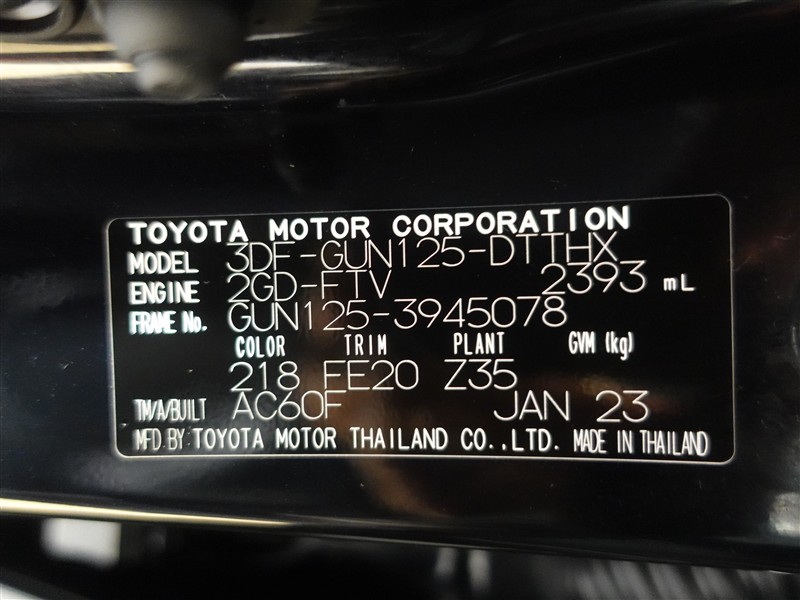 TOYOTA MOTOR CORPORATION
MODEL 3DF-GUN125-DTTHX
ENGINE 2GD-FTV 2393 mL
FRAME No. GUN125-3945078
COLOR TRIM PLANT GVM (kg)
218 FE20 Z35
TM/A/BUILT AC60F JAN 23
MFD.BY:TOYOTA MOTOR THAILAND CO.,LTD. MADE IN THAILAND